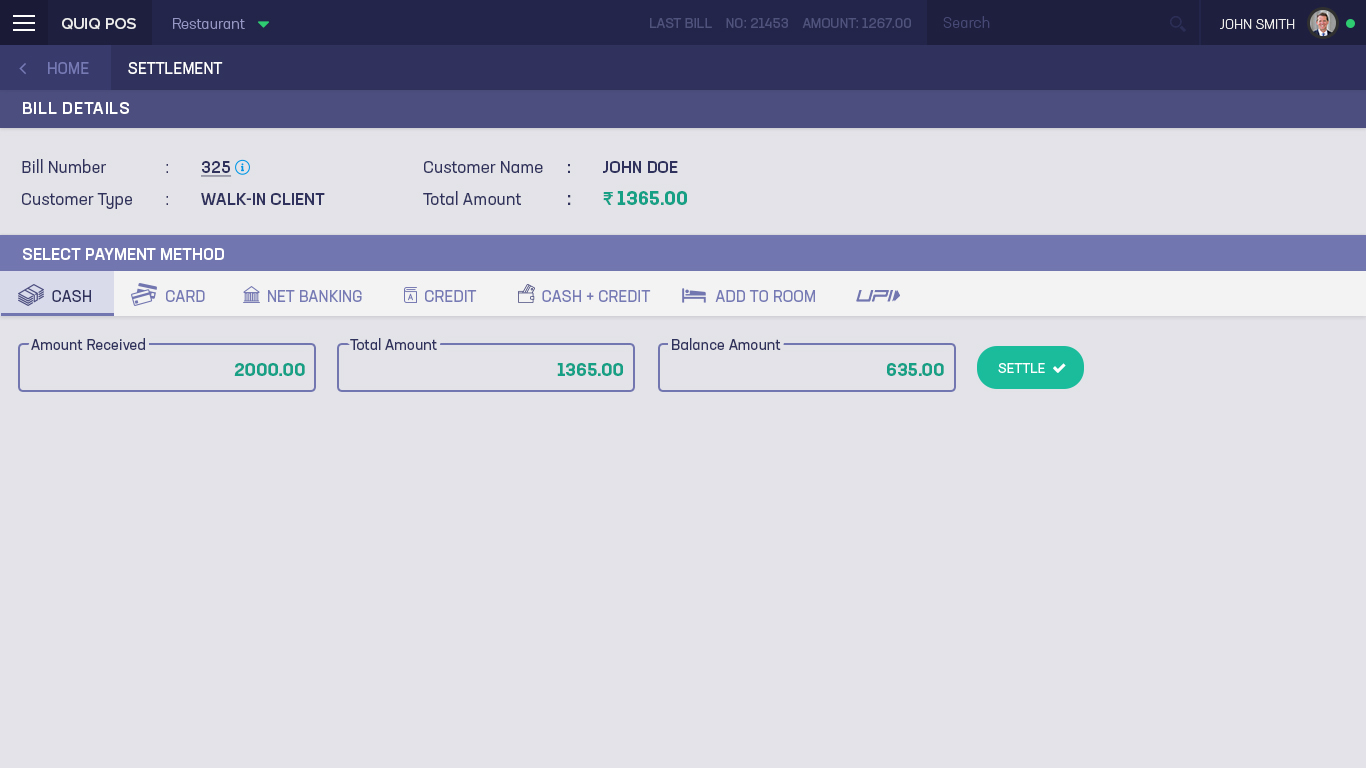 QUIQ POS Restaurant LAST BILL NO: 21453 AMOUNT: 1267.00 Search JOHN SMITH
HOME SETTLEMENT
BILL DETAILS
Bill Number : 325 Customer Name : JOHN DOE
Customer Type : WALK-IN CLIENT Total Amount : ₹ 1365.00
SELECT PAYMENT METHOD
CASH CARD NET BANKING A CREDIT CASH + CREDIT ADD TO ROOM UPI
Amount Received Total Amount Balance Amount
2000.00 1365.00 635.00 SETTLE